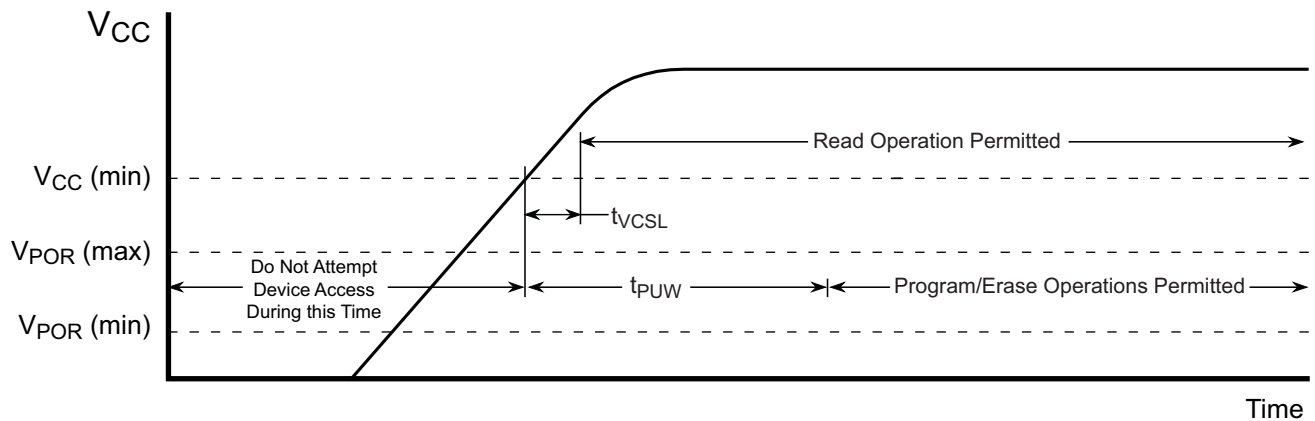 VCC
Read Operation Permitted
VCC (min)
tVCSL
VPOR (max)
Do Not Attempt
Device Access
During this Time
tPUW
Program/Erase Operations Permitted
VPOR (min)
Time